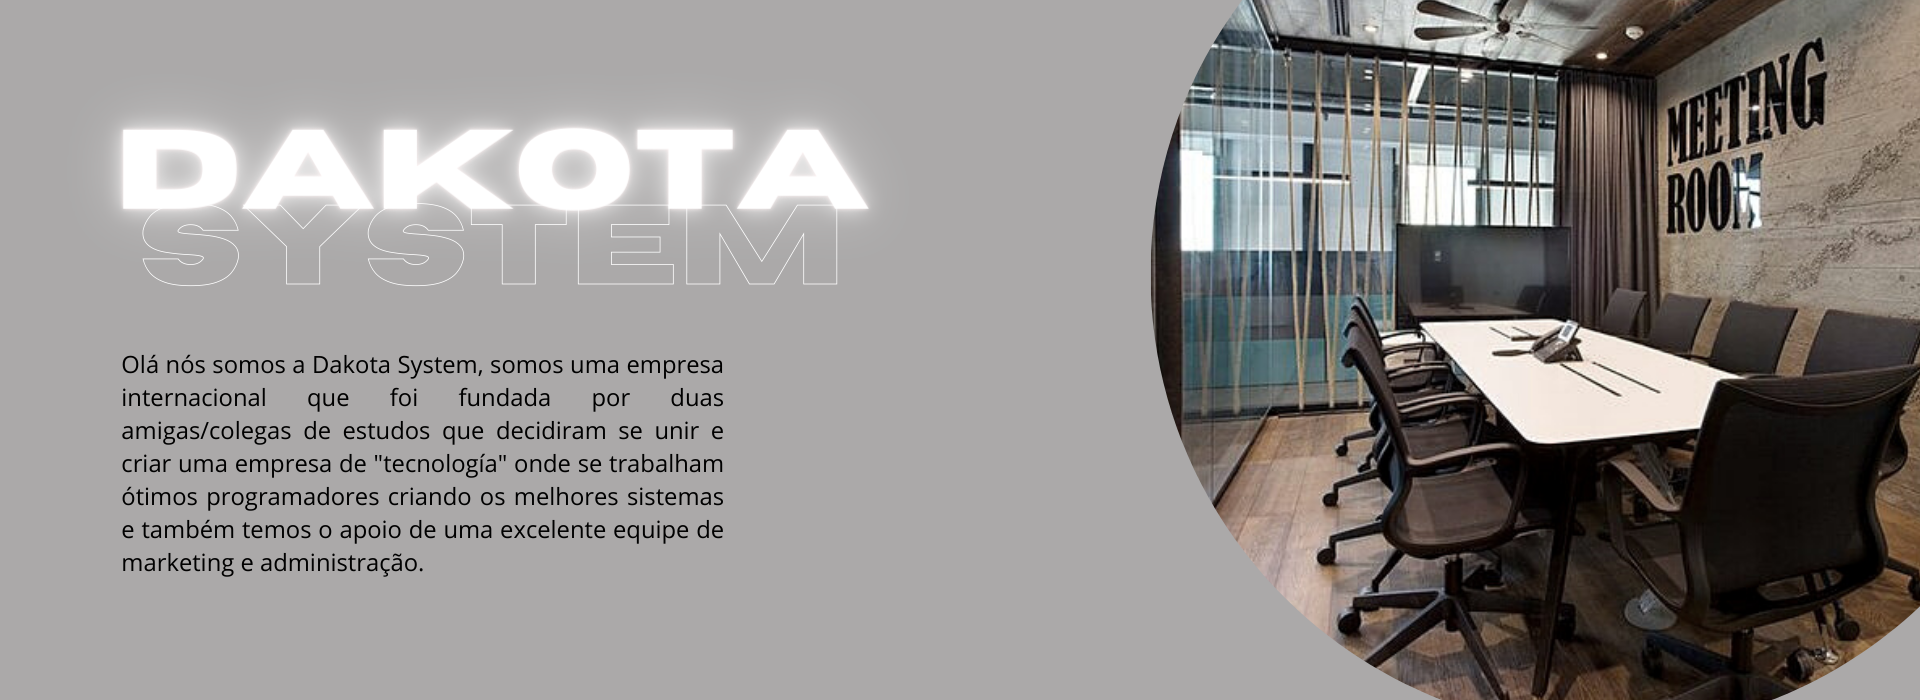 DAKOTA
SYSTEM
Olá nós somos a Dakota System, somos uma empresa
internacional que foi fundada por duas
amigas/colegas de estudos que decidiram se unir e
criar uma empresa de "tecnología" onde se trabalham
ótimos programadores criando os melhores sistemas
e também temos o apoio de uma excelente equipe de
marketing e administração.
MEETING
ROOM